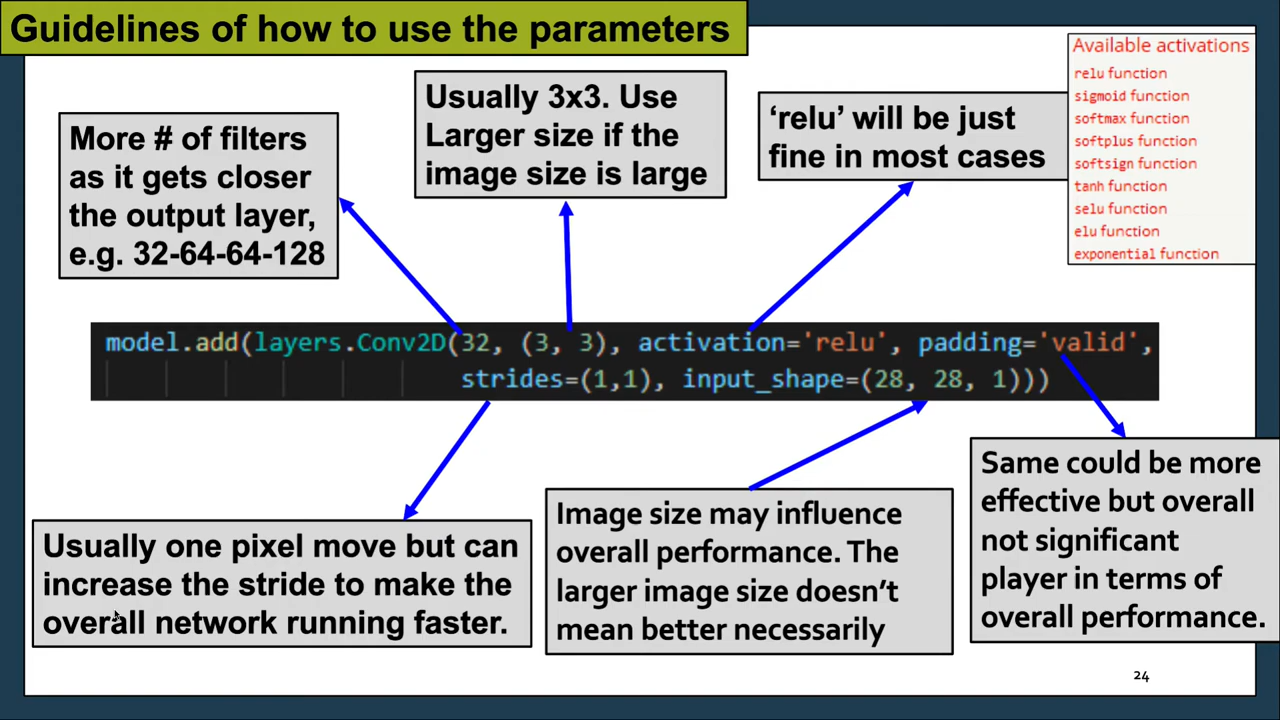 Guidelines of how to use the parameters
More # of filters
as it gets closer
the output layer,
e.g. 32-64-64-128
Usually 3x3. Use
Larger size if the
image size is large
‘relu’ will be just
fine in most cases
Available activations
relu function
sigmoid function
softmax function
softplus function
softsign function
tanh function
selu function
elu function
exponential function
model.add(layers.Conv2D(32, (3, 3), activation='relu', padding='valid',
strides=(1,1), input_shape=(28, 28, 1)))
Usually one pixel move but can
increase the stride to make the
overall network running faster.
Image size may influence
overall performance. The
larger image size doesn’t
mean better necessarily
Same could be more
effective but overall
not significant
player in terms of
overall performance.
24